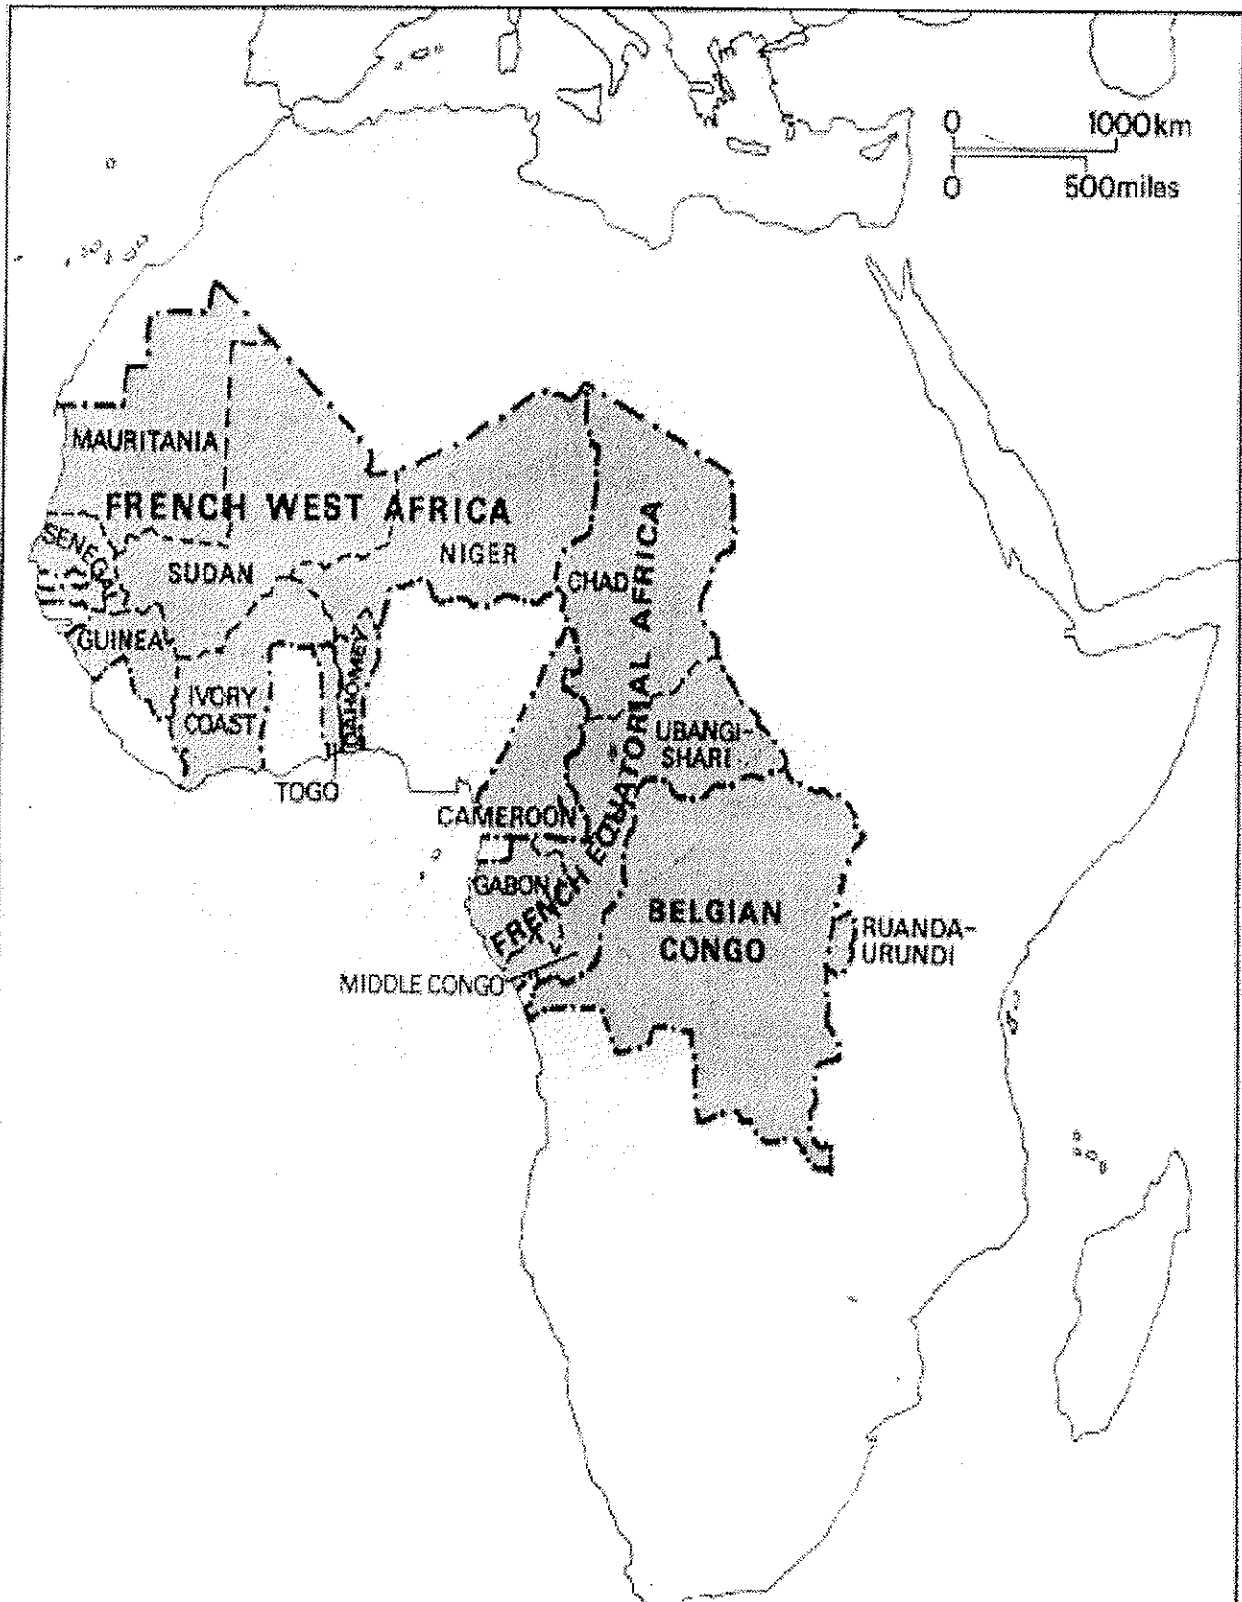 0 1000km
0 500miles
MAURITANIA
FRENCH WEST AFRICA
SENEGAL
SUDAN
NIGER
CHAD
GUINEA
IVORY
COAST
DAHOMEY
TOGO
UBANGI-
SHARI
CAMEROON
FRENCH EQUATORIAL AFRICA
GABON
BELGIAN
CONGO
RUANDA-
URUNDI
MIDDLE CONGO